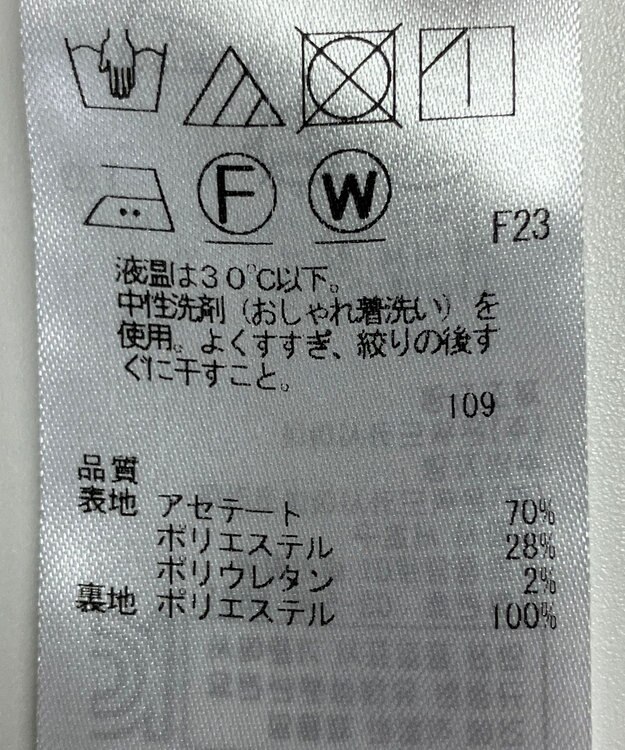 F W
F23
液温は30℃以下。
中性洗剤（おしゃれ着洗い）を
使用。よくすすぎ、絞りの後す
ぐに干すこと。
109
品質
表地 アセテート 70%
ポリエステル 28%
ポリウレタン 2%
裏地 ポリエステル 100%